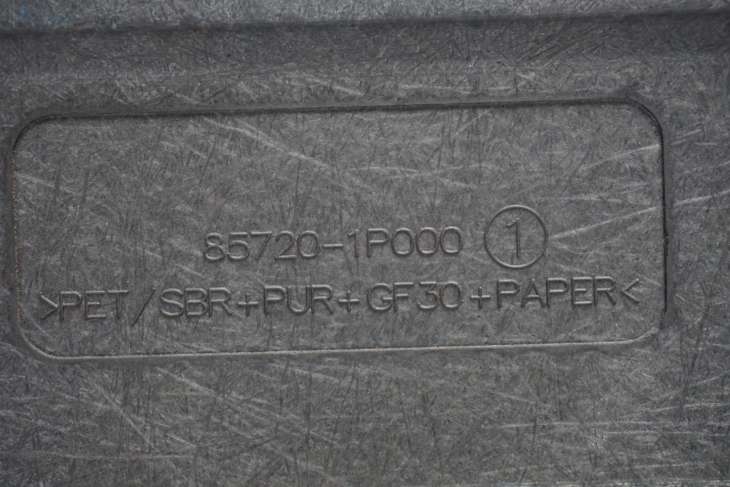 85720-1P000 ①
>PET/SBR+PUR+GF30+PAPER<